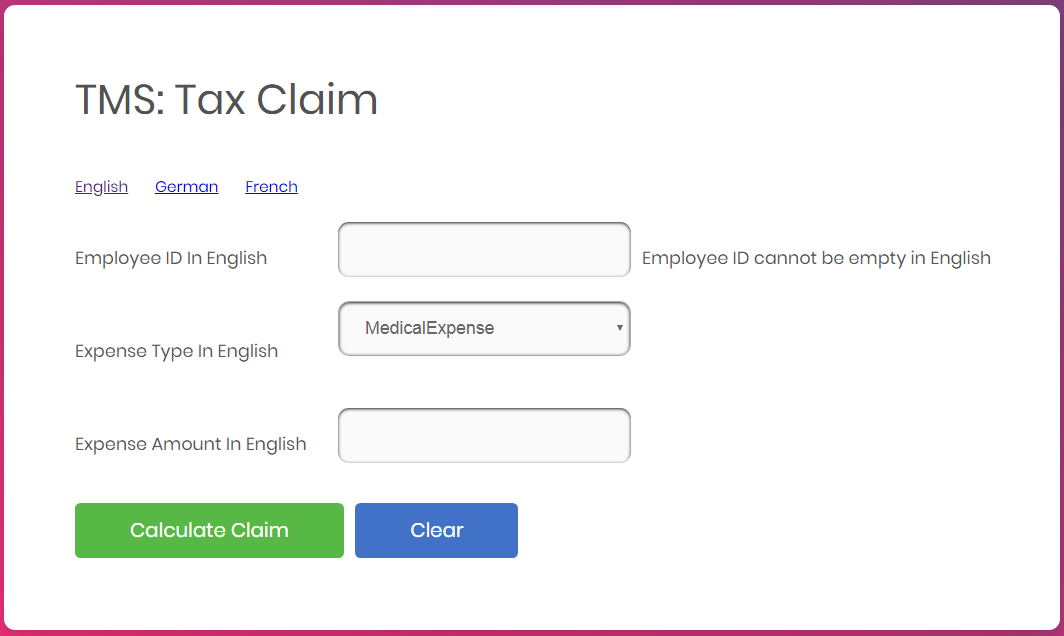 TMS: Tax Claim
English German French
Employee ID In English Employee ID cannot be empty in English
MedicalExpense
Expense Type In English
Expense Amount In English
Calculate Claim Clear